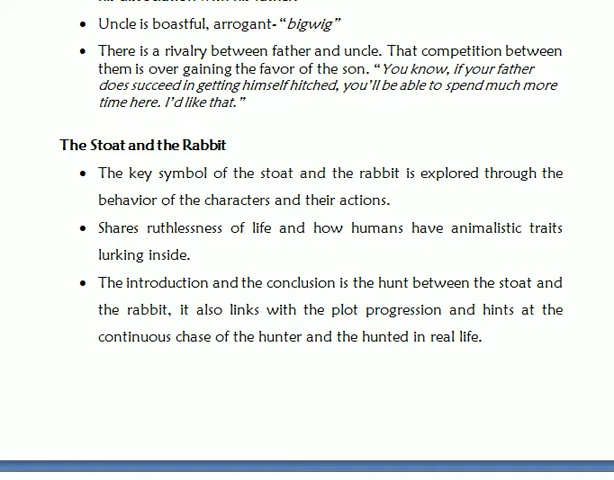 • Uncle is boastful, arrogant- “bigwig”
• There is a rivalry between father and uncle. That competition between
them is over gaining the favor of the son. “You know, if your father
does succeed in getting himself hitched, you’ll be able to spend much more
time here. I’d like that.”
The Stoat and the Rabbit
• The key symbol of the stoat and the rabbit is explored through the
behavior of the characters and their actions.
• Shares ruthlessness of life and how humans have animalistic traits
lurking inside.
• The introduction and the conclusion is the hunt between the stoat and
the rabbit, it also links with the plot progression and hints at the
continuous chase of the hunter and the hunted in real life.